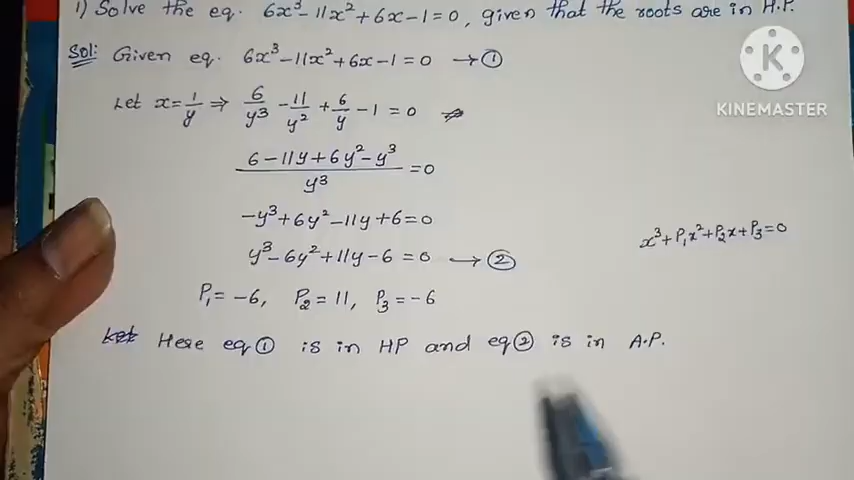 1) Solve the eq. 6x³-11x²+6x-1=0, given that the roots are in H.P.
Sol: Given eq. 6x³-11x²+6x-1=0 → ①
Let x=1/y ⇒ 6/y³ - 11/y² + 6/y - 1 = 0
(6-11y+6y²-y³)/y³ = 0
-y³+6y²-11y+6=0
y³-6y²+11y-6=0 → ②
x³+P₁x²+P₂x+P₃=0
P₁=-6, P₂=11, P₃=-6
Here eq① is in HP and eq② is in A.P.
KINEMASTER